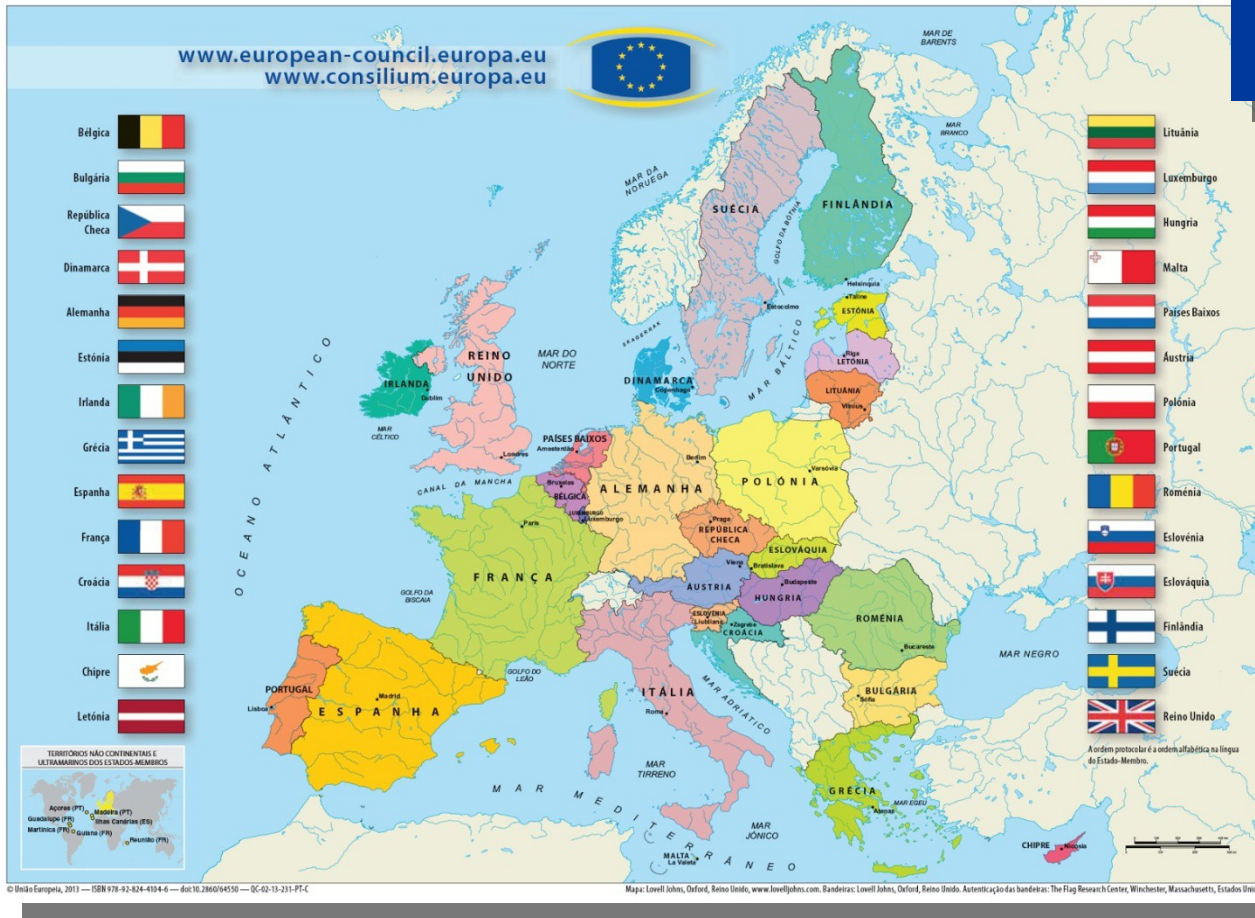 www.european-council.europa.eu
www.consilium.europa.eu
Bélgica
Bulgária
República
Checa
Dinamarca
Alemanha
Estónia
Irlanda
Grécia
Espanha
França
Croácia
Itália
Chipre
Letónia
TERRITÓRIOS NÃO CONTINENTAIS E
ULTRAMARINOS DOS ESTADOS-MEMBROS
Açores (PT)
Madeira (PT)
Guadalupe (FR)
Ilhas Canárias (ES)
Martinica (FR)
Guiana (FR)
Reunião (FR)
MAR DE
BARENTS
MAR
BRANCO
MAR DA
NORUEGA
SUÉCIA
FINLÂNDIA
GOLFO DA BÓTNIA
Helsínquia
Estocolmo
Taline
ESTÓNIA
SKAGERRAK
MAR BÁLTICO
Riga
LETÓNIA
LITUÂNIA
Vilnius
OCEANO ATLÂNTICO
REINO
UNIDO
MAR DO
NORTE
IRLANDA
Dublim
DINAMARCA
Copenhaga
MAR
CÉLTICO
Londres
PAÍSES BAIXOS
Amesterdão
Berlim
Varsóvia
CANAL DA MANCHA
Bruxelas
BÉLGICA
ALEMANHA
POLÓNIA
LUXEMBURGO
Luxemburgo
Paris
Praga
REPÚBLICA
CHECA
ESLOVÁQUIA
Viena
Bratislava
FRANÇA
ÁUSTRIA
Budapeste
HUNGRIA
GOLFO DA
BISCAIA
ESLOVÉNIA
Liubliana
Zagrebe
CROÁCIA
ROMÉNIA
Bucareste
MAR NEGRO
GOLFO DO
LEÃO
PORTUGAL
Lisboa
Madrid
ESPANHA
ITÁLIA
Roma
MAR ADRIÁTICO
BULGÁRIA
Sófia
MAR
TIRRENO
MAR MEDITERRÂNEO
GRÉCIA
MAR EGEU
Atenas
MAR
JÓNICO
MALTA
La Valeta
CHIPRE
Nicósia
Lituânia
Luxemburgo
Hungria
Malta
Países Baixos
Áustria
Polónia
Portugal
Roménia
Eslovénia
Eslováquia
Finlândia
Suécia
Reino Unido
A ordem protocolar é a ordem alfabética na língua
do Estado-Membro.
© União Europeia, 2013 — ISBN 978-92-824-4104-6 — doi:10.2860/64550 — QC-02-13-231-PT-C
Mapa: Lovell Johns, Oxford, Reino Unido, www.lovelljohns.com. Bandeiras: Lovell Johns, Oxford, Reino Unido. Autenticação das bandeiras: The Flag Research Center, Winchester, Massachusetts, Estados